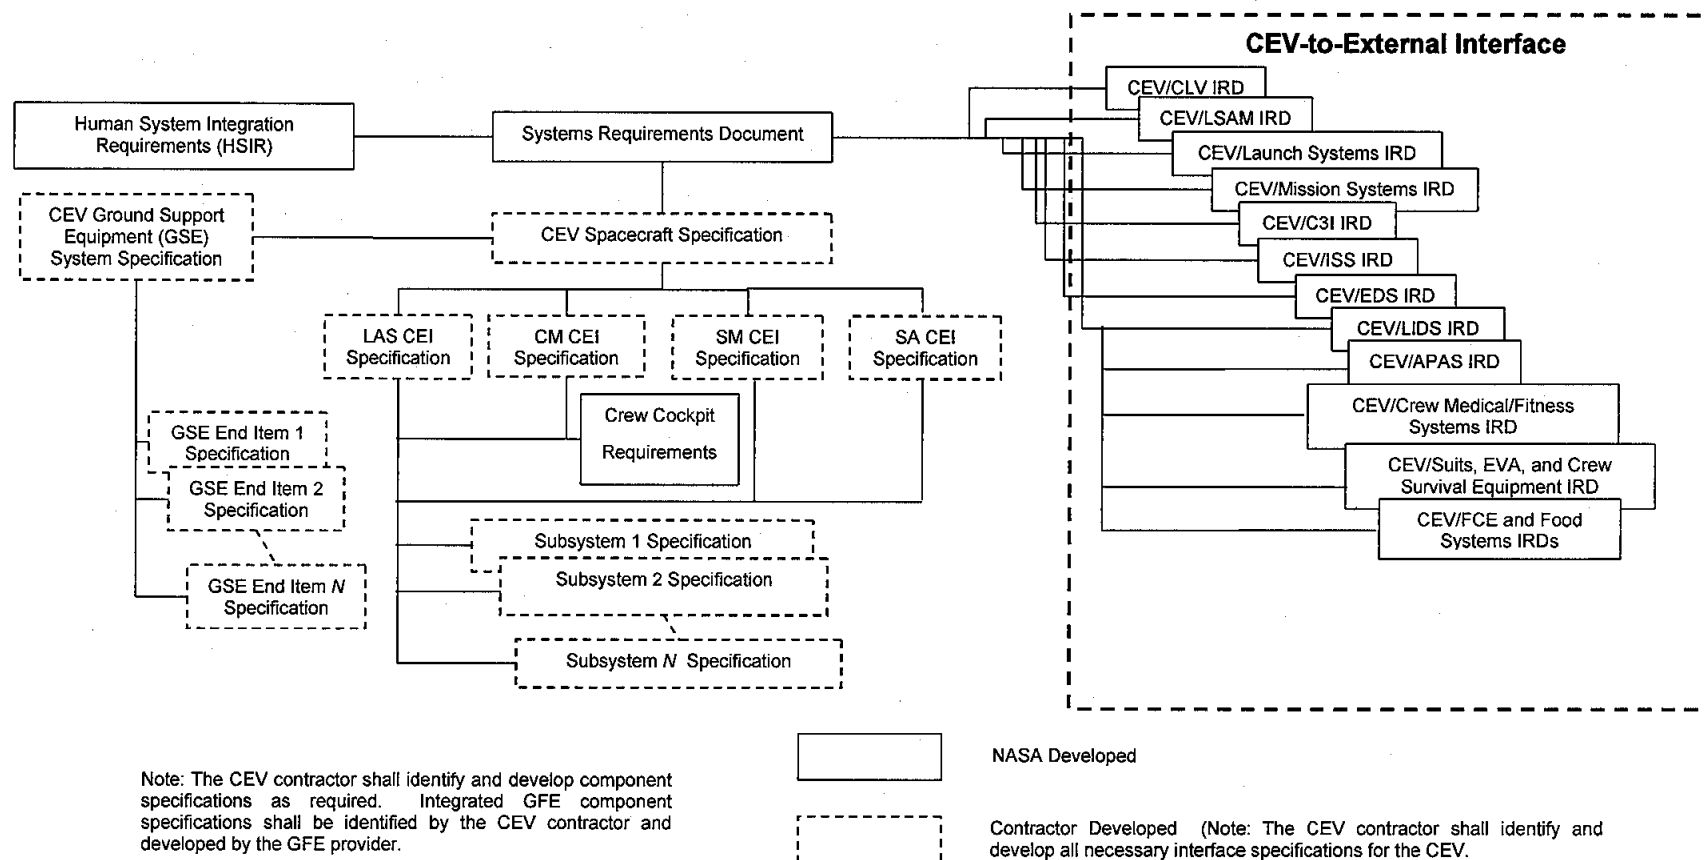 CEV-to-External Interface
CEV/CLV IRD
CEV/LSAM IRD
CEV/Launch Systems IRD
CEV/Mission Systems IRD
CEV/C3I IRD
CEV/ISS IRD
CEV/EDS IRD
CEV/LIDS IRD
CEV/APAS IRD
CEV/Crew Medical/Fitness
Systems IRD
CEV/Suits, EVA, and Crew
Survival Equipment IRD
CEV/FCE and Food
Systems IRDs
Human System Integration
Requirements (HSIR)
Systems Requirements Document
CEV Ground Support
Equipment (GSE)
System Specification
CEV Spacecraft Specification
LAS CEI
Specification
CM CEI
Specification
SM CEI
Specification
SA CEI
Specification
Crew Cockpit
Requirements
GSE End Item 1
Specification
GSE End Item 2
Specification
GSE End Item N
Specification
Subsystem 1 Specification
Subsystem 2 Specification
Subsystem N Specification
Note: The CEV contractor shall identify and develop component
specifications as required. Integrated GFE component
specifications shall be identified by the CEV contractor and
developed by the GFE provider.
NASA Developed
Contractor Developed (Note: The CEV contractor shall identify and
develop all necessary interface specifications for the CEV.